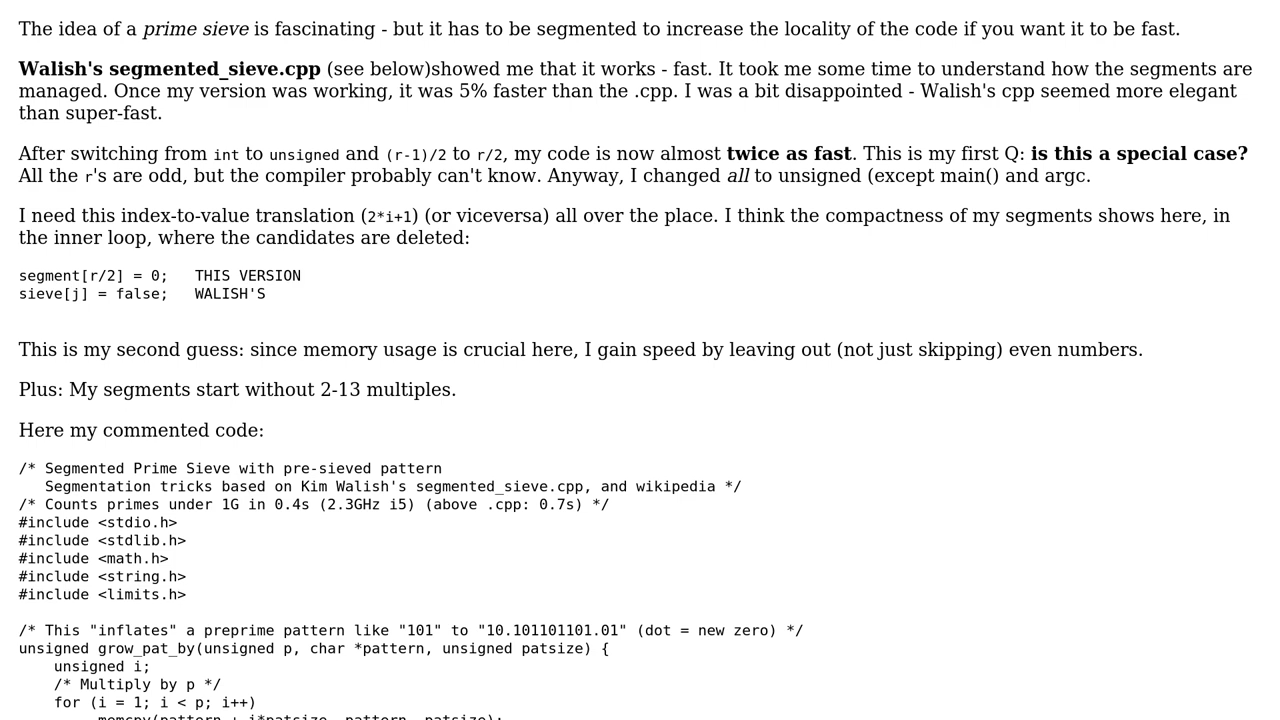 The idea of a prime sieve is fascinating - but it has to be segmented to increase the locality of the code if you want it to be fast.
Walish's segmented_sieve.cpp (see below)showed me that it works - fast. It took me some time to understand how the segments are
managed. Once my version was working, it was 5% faster than the .cpp. I was a bit disappointed - Walish's cpp seemed more elegant
than super-fast.
After switching from int to unsigned and (r-1)/2 to r/2, my code is now almost twice as fast. This is my first Q: is this a special case?
All the r's are odd, but the compiler probably can't know. Anyway, I changed all to unsigned (except main() and argc.
I need this index-to-value translation (2*i+1) (or viceversa) all over the place. I think the compactness of my segments shows here, in
the inner loop, where the candidates are deleted:
segment[r/2] = 0;   THIS VERSION
sieve[j] = false;   WALISH'S
This is my second guess: since memory usage is crucial here, I gain speed by leaving out (not just skipping) even numbers.
Plus: My segments start without 2-13 multiples.
Here my commented code:
/* Segmented Prime Sieve with pre-sieved pattern
   Segmentation tricks based on Kim Walish's segmented_sieve.cpp, and wikipedia */
/* Counts primes under 1G in 0.4s (2.3GHz i5) (above .cpp: 0.7s) */
#include <stdio.h>
#include <stdlib.h>
#include <math.h>
#include <string.h>
#include <limits.h>
/* This "inflates" a preprime pattern like "101" to "10.101101101.01" (dot = new zero) */
unsigned grow_pat_by(unsigned p, char *pattern, unsigned patsize) {
    unsigned i;
    /* Multiply by p */
    for (i = 1; i < p; i++)
         memcpy(pattern + i*patsize, pattern, patsize);